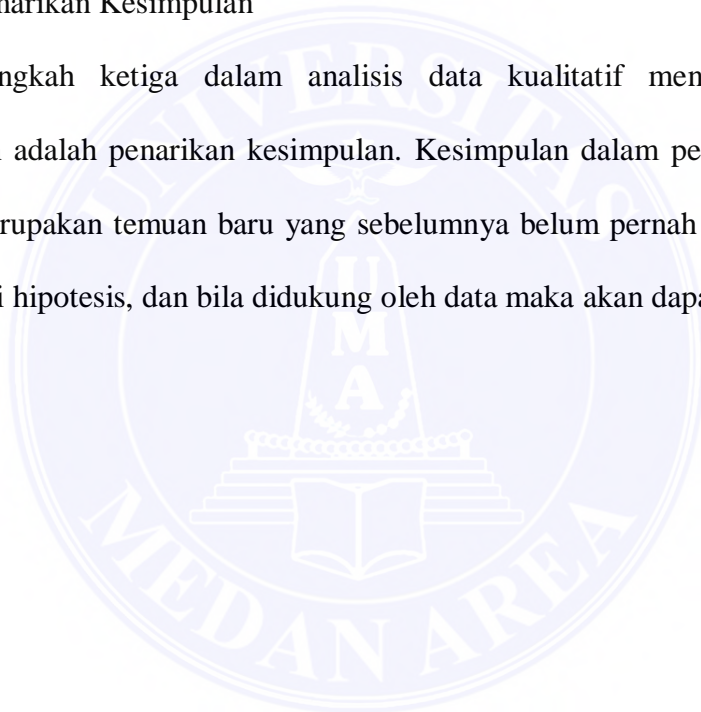 narikan Kesimpulan
ngkah ketiga dalam analisis data kualitatif men
adalah penarikan kesimpulan. Kesimpulan dalam pe
rupakan temuan baru yang sebelumnya belum pernah
i hipotesis, dan bila didukung oleh data maka akan dapa
UNIVERSITAS
UMA
MEDAN AREA